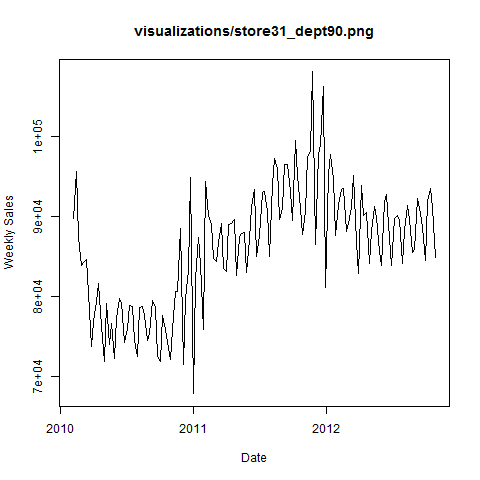 visualizations/store31_dept90.png
Weekly Sales
1e+05
9e+04
8e+04
7e+04
2010
2011
2012
Date